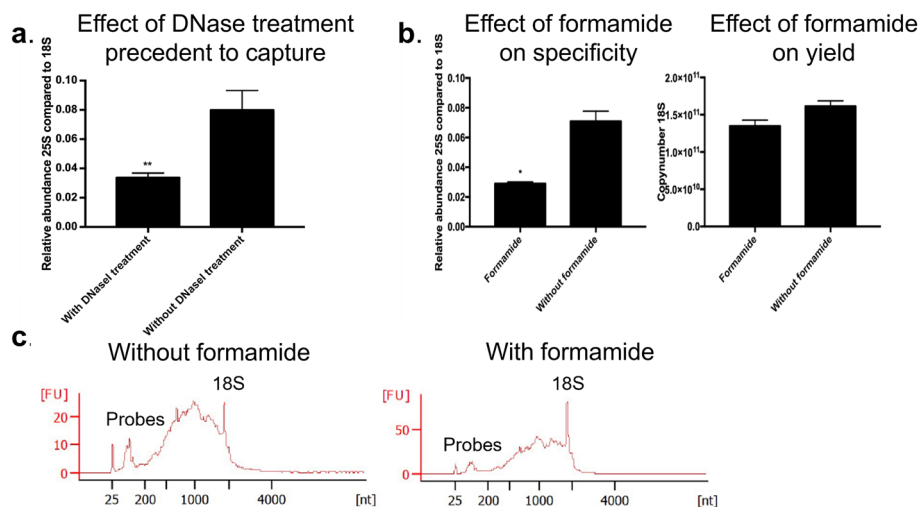 a.
Effect of DNase treatment
precedent to capture
Relative abundance 25S compared to 18S
0.10
0.08
0.06
0.04
0.02
0.00
**
With DNaseI treatment
Without DNaseI treatment
b.
Effect of formamide
on specificity
Relative abundance 25S compared to 18S
0.10
0.08
0.06
0.04
0.02
0.00
*
Formamide
Without formamide
Effect of formamide
on yield
Copynumber 18S
2.0×10¹¹
1.5×10¹¹
1.0×10¹¹
5.0×10¹⁰
0.0
Formamide
Without formamide
c.
Without formamide
[FU]
20
10
0
Probes
18S
25 200 1000 4000 [nt]
With formamide
[FU]
50
0
Probes
18S
25 200 1000 4000 [nt]